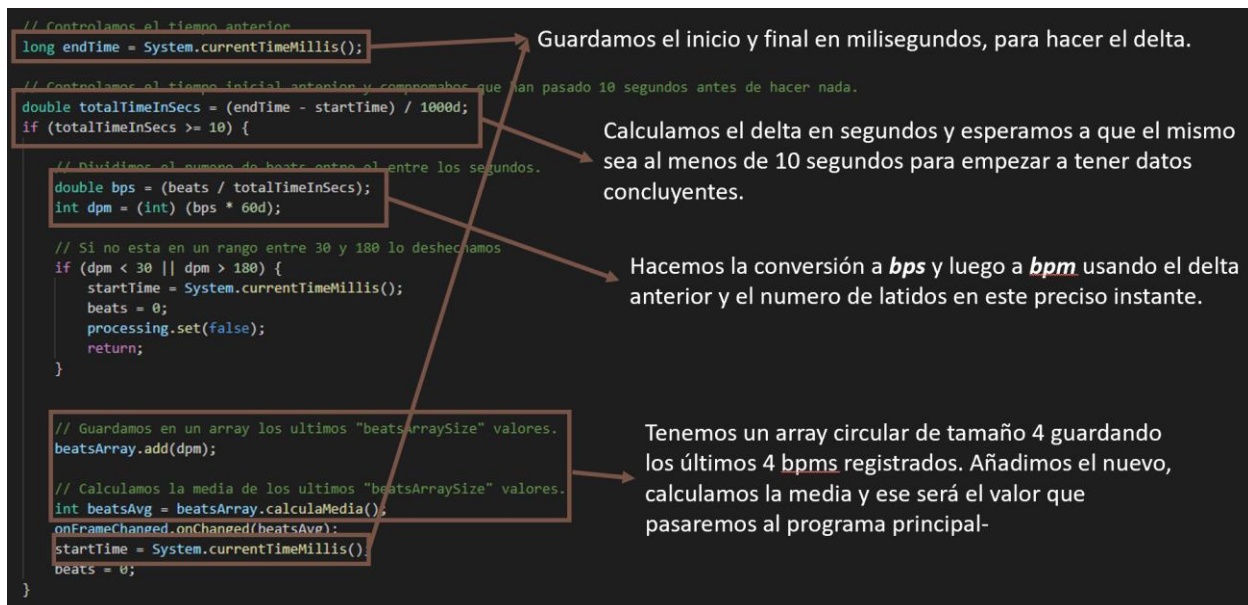 // Controlamos el tiempo anterior
long endTime = System.currentTimeMillis();
// Controlamos el tiempo inicial anterior y compromabos que han pasado 10 segundos antes de hacer nada.
double totalTimeInSecs = (endTime - startTime) / 1000d;
if (totalTimeInSecs >= 10) {
// Dividimos el numero de beats entre el entre los segundos.
double bps = (beats / totalTimeInSecs);
int dpm = (int) (bps * 60d);
// Si no esta en un rango entre 30 y 180 lo deshechamos
if (dpm < 30 || dpm > 180) {
startTime = System.currentTimeMillis();
beats = 0;
processing.set(false);
return;
}
// Guardamos en un array los ultimos "beatsArraySize" valores.
beatsArray.add(dpm);
// Calculamos la media de los ultimos "beatsArraySize" valores.
int beatsAvg = beatsArray.calculaMedia();
onFrameChanged.onChanged(beatsAvg);
startTime = System.currentTimeMillis()
beats = 0;
}
Guardamos el inicio y final en milisegundos, para hacer el delta.
Calculamos el delta en segundos y esperamos a que el mismo
sea al menos de 10 segundos para empezar a tener datos
concluyentes.
Hacemos la conversión a bps y luego a bpm usando el delta
anterior y el numero de latidos en este preciso instante.
Tenemos un array circular de tamaño 4 guardando
los últimos 4 bpms registrados. Añadimos el nuevo,
calculamos la media y ese será el valor que
pasaremos al programa principal-